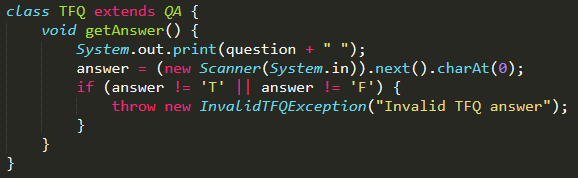 class TFQ extends QA {
    void getAnswer() {
        System.out.print(question + " ");
        answer = (new Scanner(System.in)).next().charAt(0);
        if (answer != 'T' || answer != 'F') {
            throw new InvalidTFQException("Invalid TFQ answer");
        }
    }
}